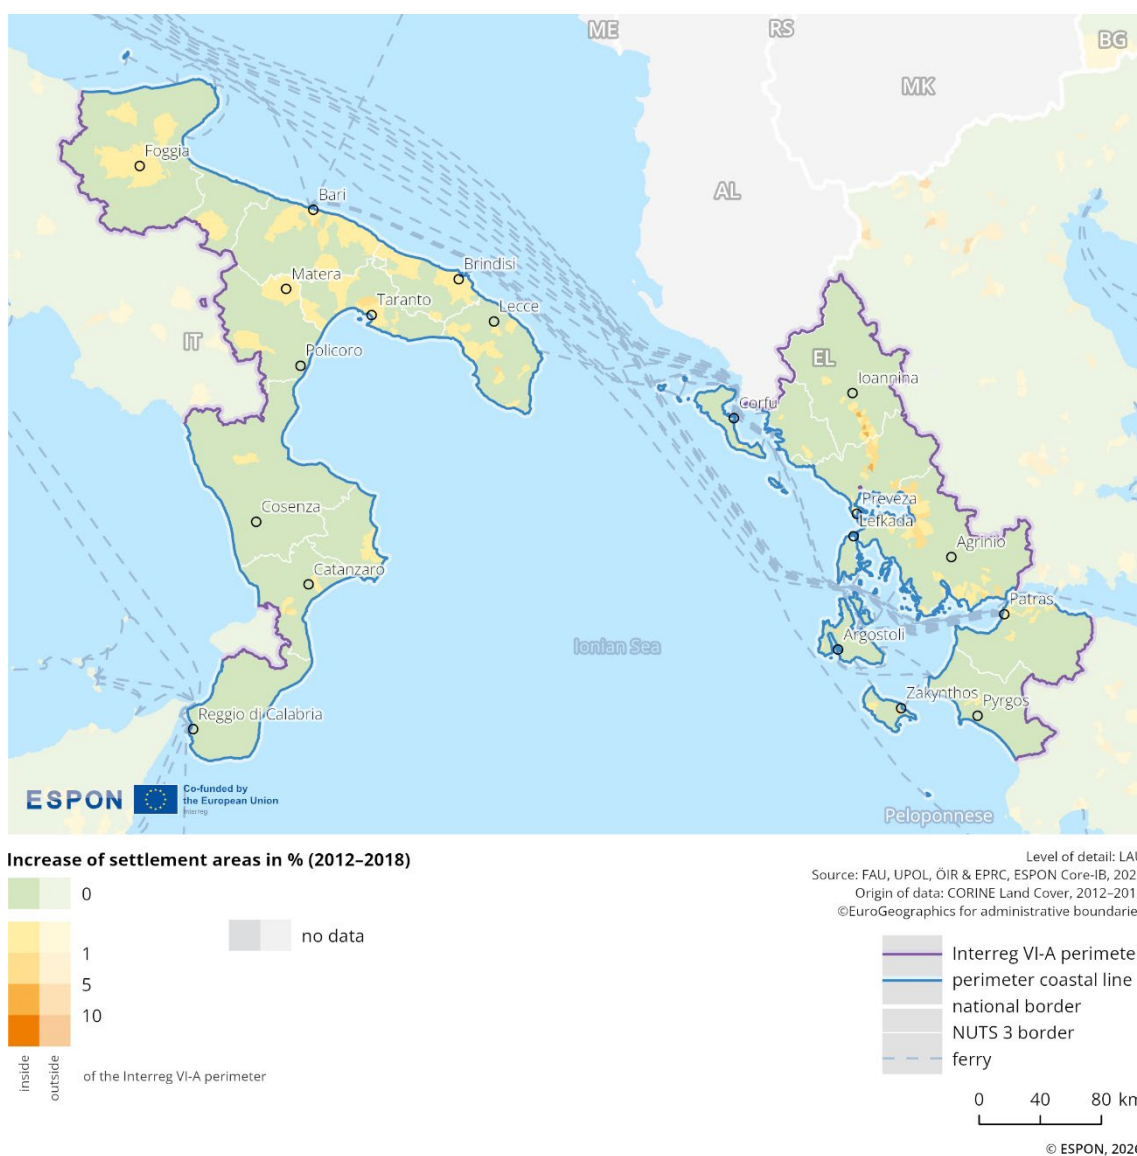 ME
RS
BG
MK
Foggia
AL
Bari
Brindisi
Matera
Taranto
Lecce
IT
Policoro
EL
Ioannina
Corfu
Preveza
Lefkada
Cosenza
Agrinio
Catanzaro
Patras
Ionian Sea
Argostoli
Zakynthos
Pyrgos
Reggio di Calabria
ESPON
Co-funded by
the European Union
Interreg
Peloponnese
Increase of settlement areas in % (2012–2018)
0
1
5
10
no data
inside
outside
of the Interreg VI-A perimeter
Level of detail: LAU
Source: FAU, UPOL, ÖIR & EPRC, ESPON Core-IB, 202
Origin of data: CORINE Land Cover, 2012–201
©EuroGeographics for administrative boundarie
Interreg VI-A perimete
perimeter coastal line
national border
NUTS 3 border
ferry
0 40 80 km
© ESPON, 2026